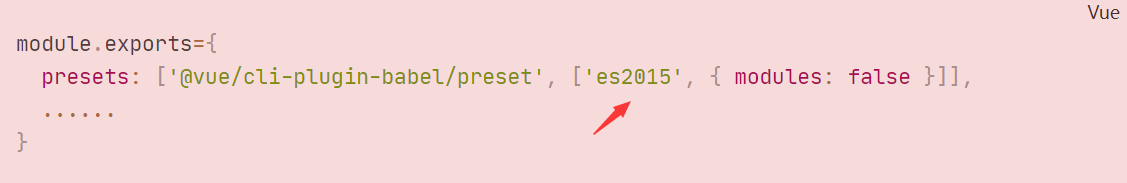 Vue
module.exports={
  presets: ['@vue/cli-plugin-babel/preset', ['es2015', { modules: false }]],
  ......
}